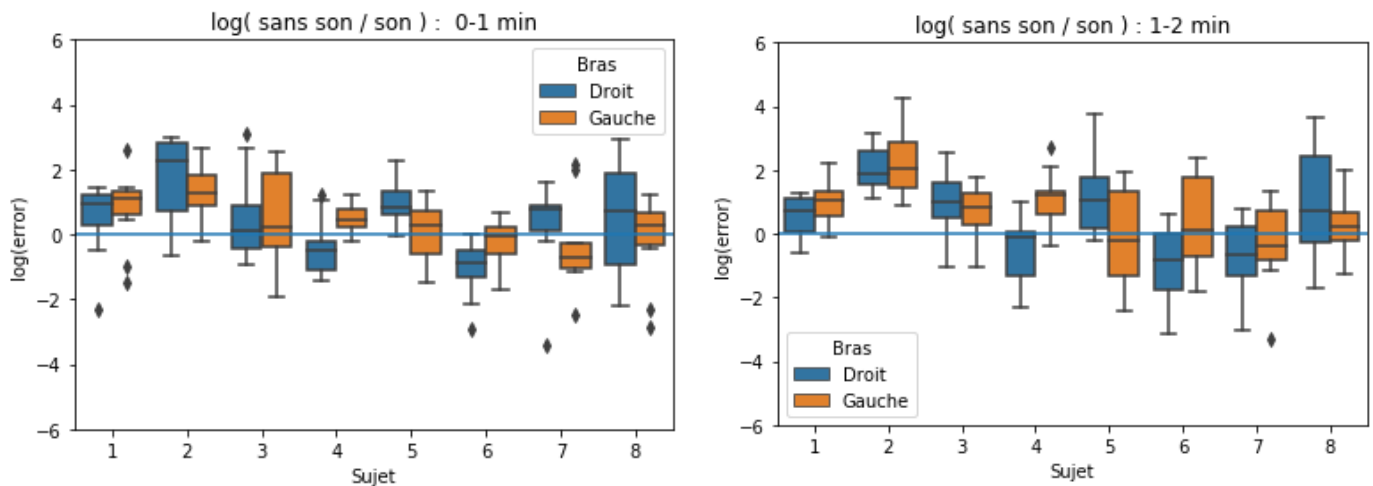 log( sans son / son ) :  0-1 min
6
4
2
0
−2
−4
−6
log(error)
Bras
Droit
Gauche
1 2 3 4 5 6 7 8
Sujet
log( sans son / son ) : 1-2 min
6
4
2
0
−2
−4
−6
log(error)
Bras
Droit
Gauche
1 2 3 4 5 6 7 8
Sujet